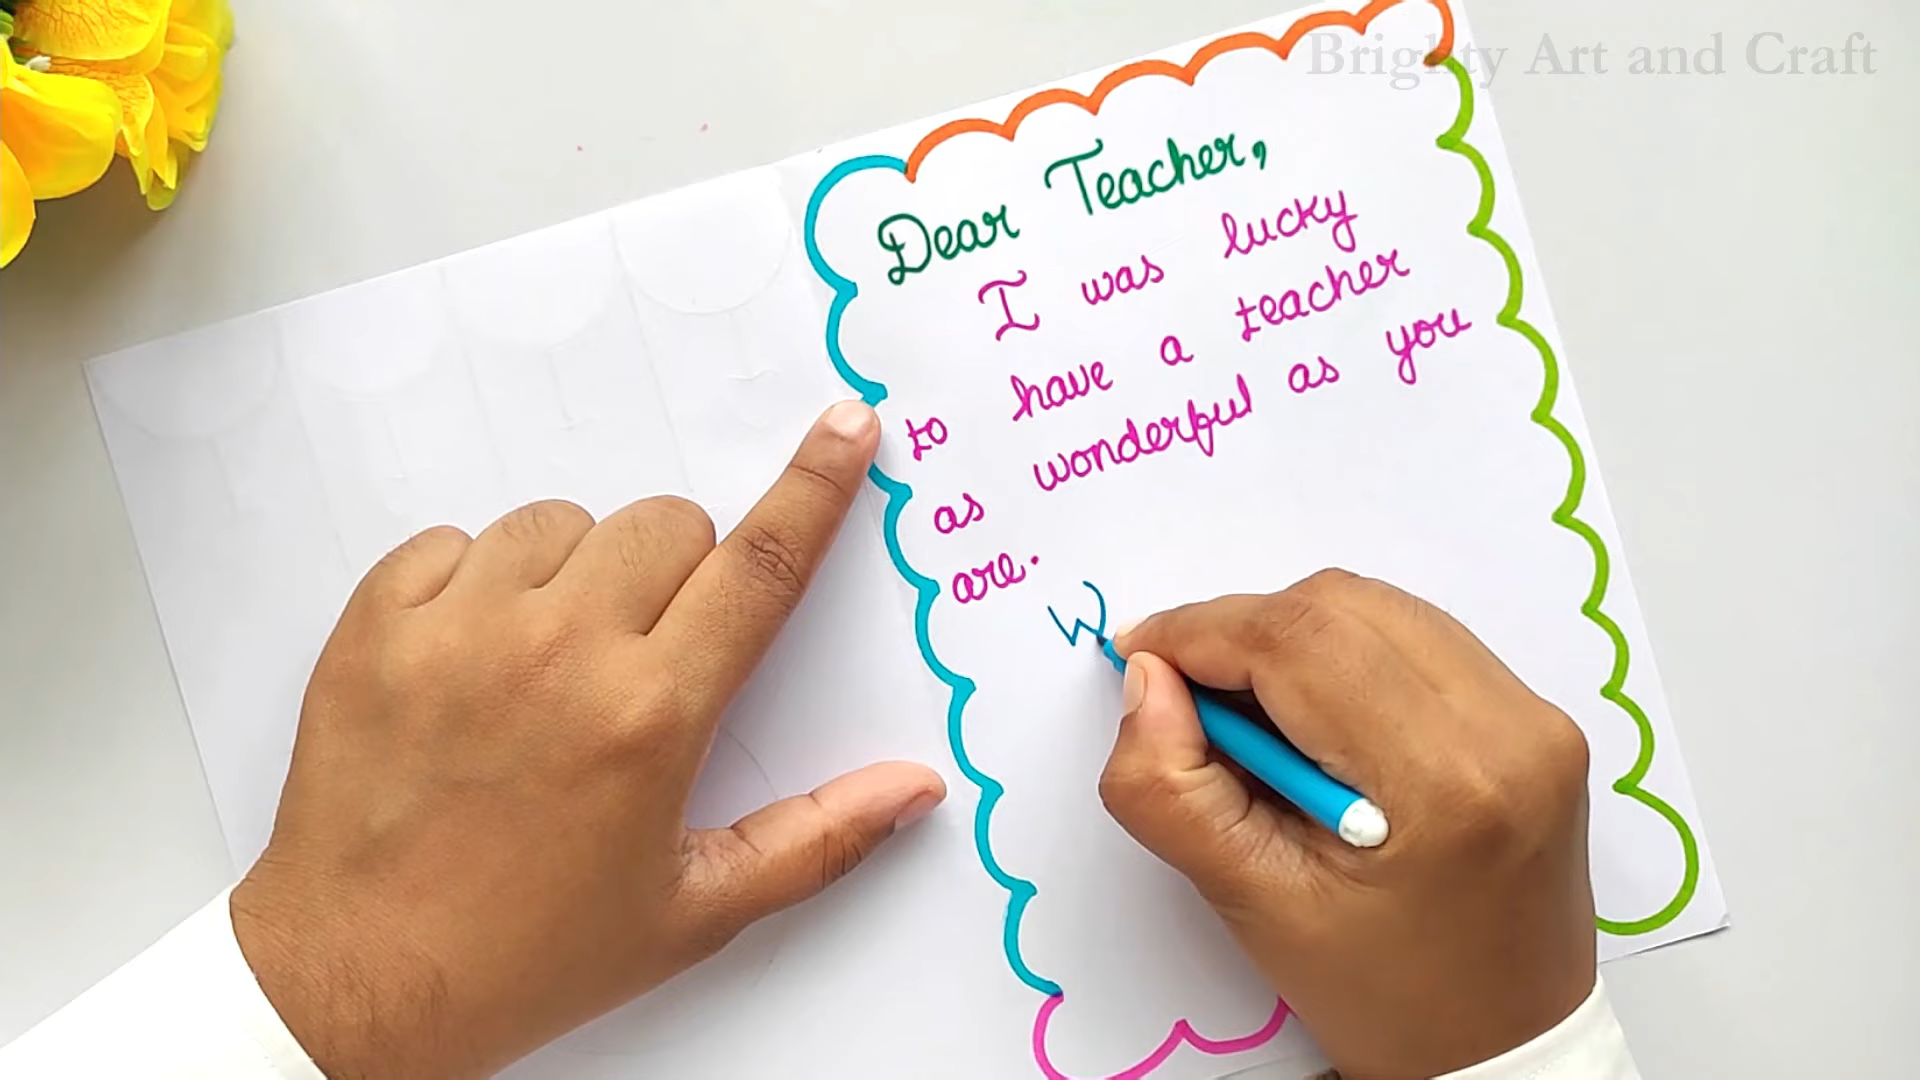 Brighty Art and Craft
Dear Teacher,
I was lucky
to have a teacher
as wonderful as you
are.
W